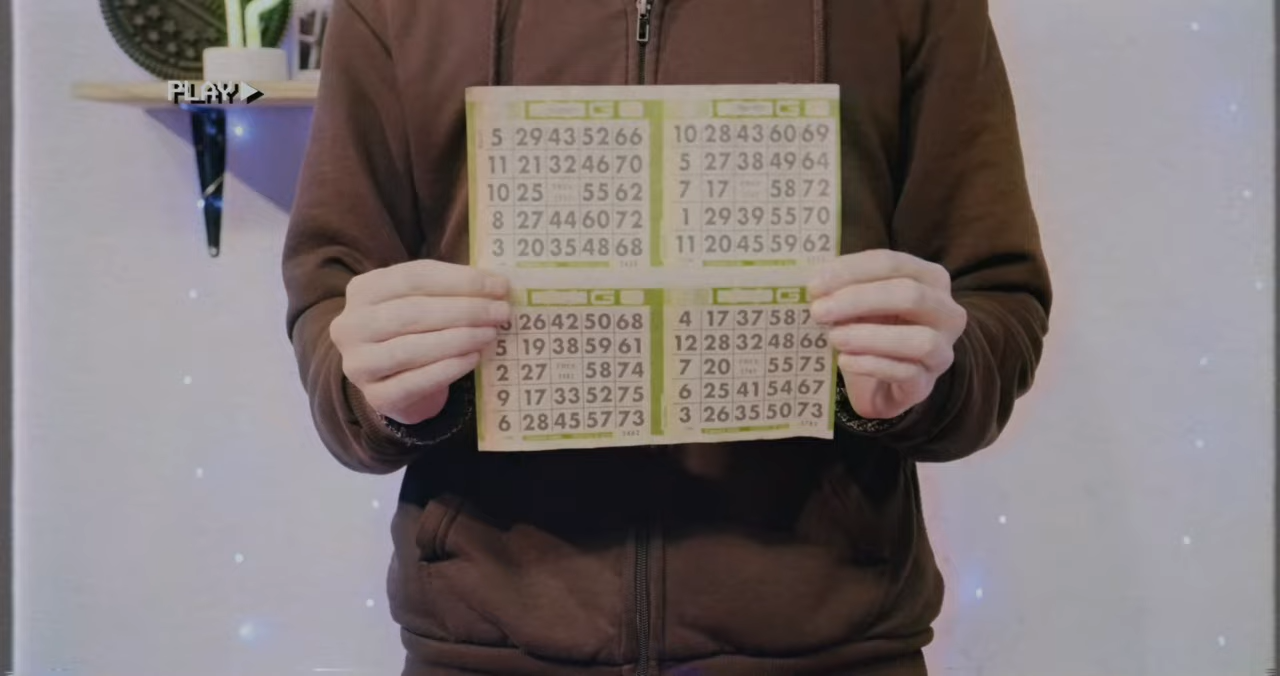 PLAY
G
5 29 43 52 66
11 21 32 46 70
10 25 FREE 55 62
8 27 44 60 72
3 20 35 48 68
G
10 28 43 60 69
5 27 38 49 64
7 17 FREE 58 72
1 29 39 55 70
11 20 45 59 62
G
26 42 50 68
5 19 38 59 61
2 27 FREE 58 74
9 17 33 52 75
6 28 45 57 73
G
4 17 37 58
12 28 32 48 66
7 20 FREE 55 75
6 25 41 54 67
3 26 35 50 73